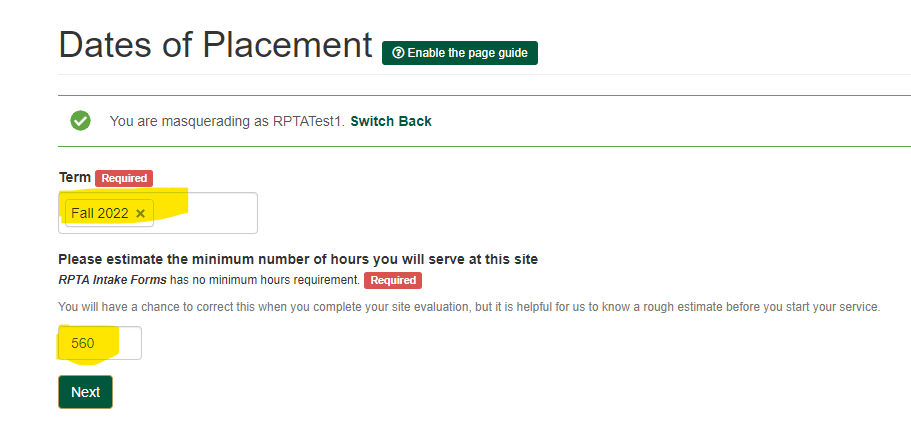 Dates of Placement Enable the page guide
You are masquerading as RPTATest1. Switch Back
Term Required
Fall 2022 ×
Please estimate the minimum number of hours you will serve at this site
RPTA Intake Forms has no minimum hours requirement. Required
You will have a chance to correct this when you complete your site evaluation, but it is helpful for us to know a rough estimate before you start your service.
560
Next